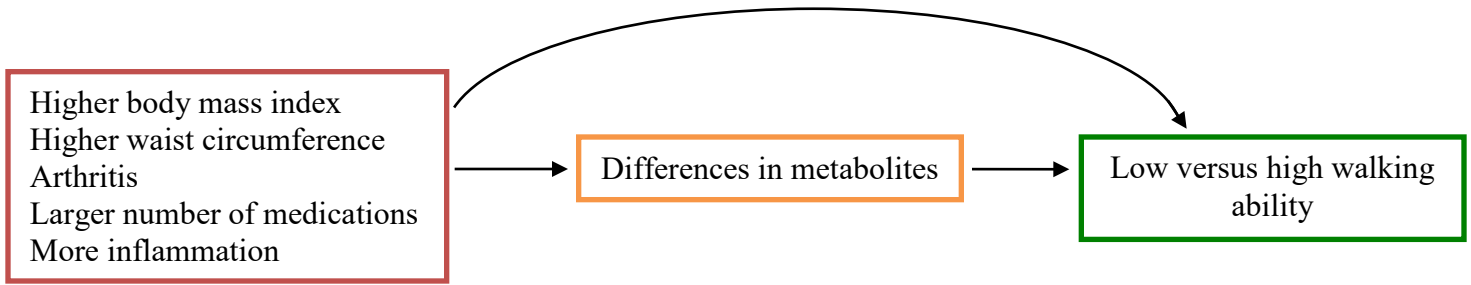 Higher body mass index
Higher waist circumference
Arthritis
Larger number of medications
More inflammation
Differences in metabolites
Low versus high walking
ability